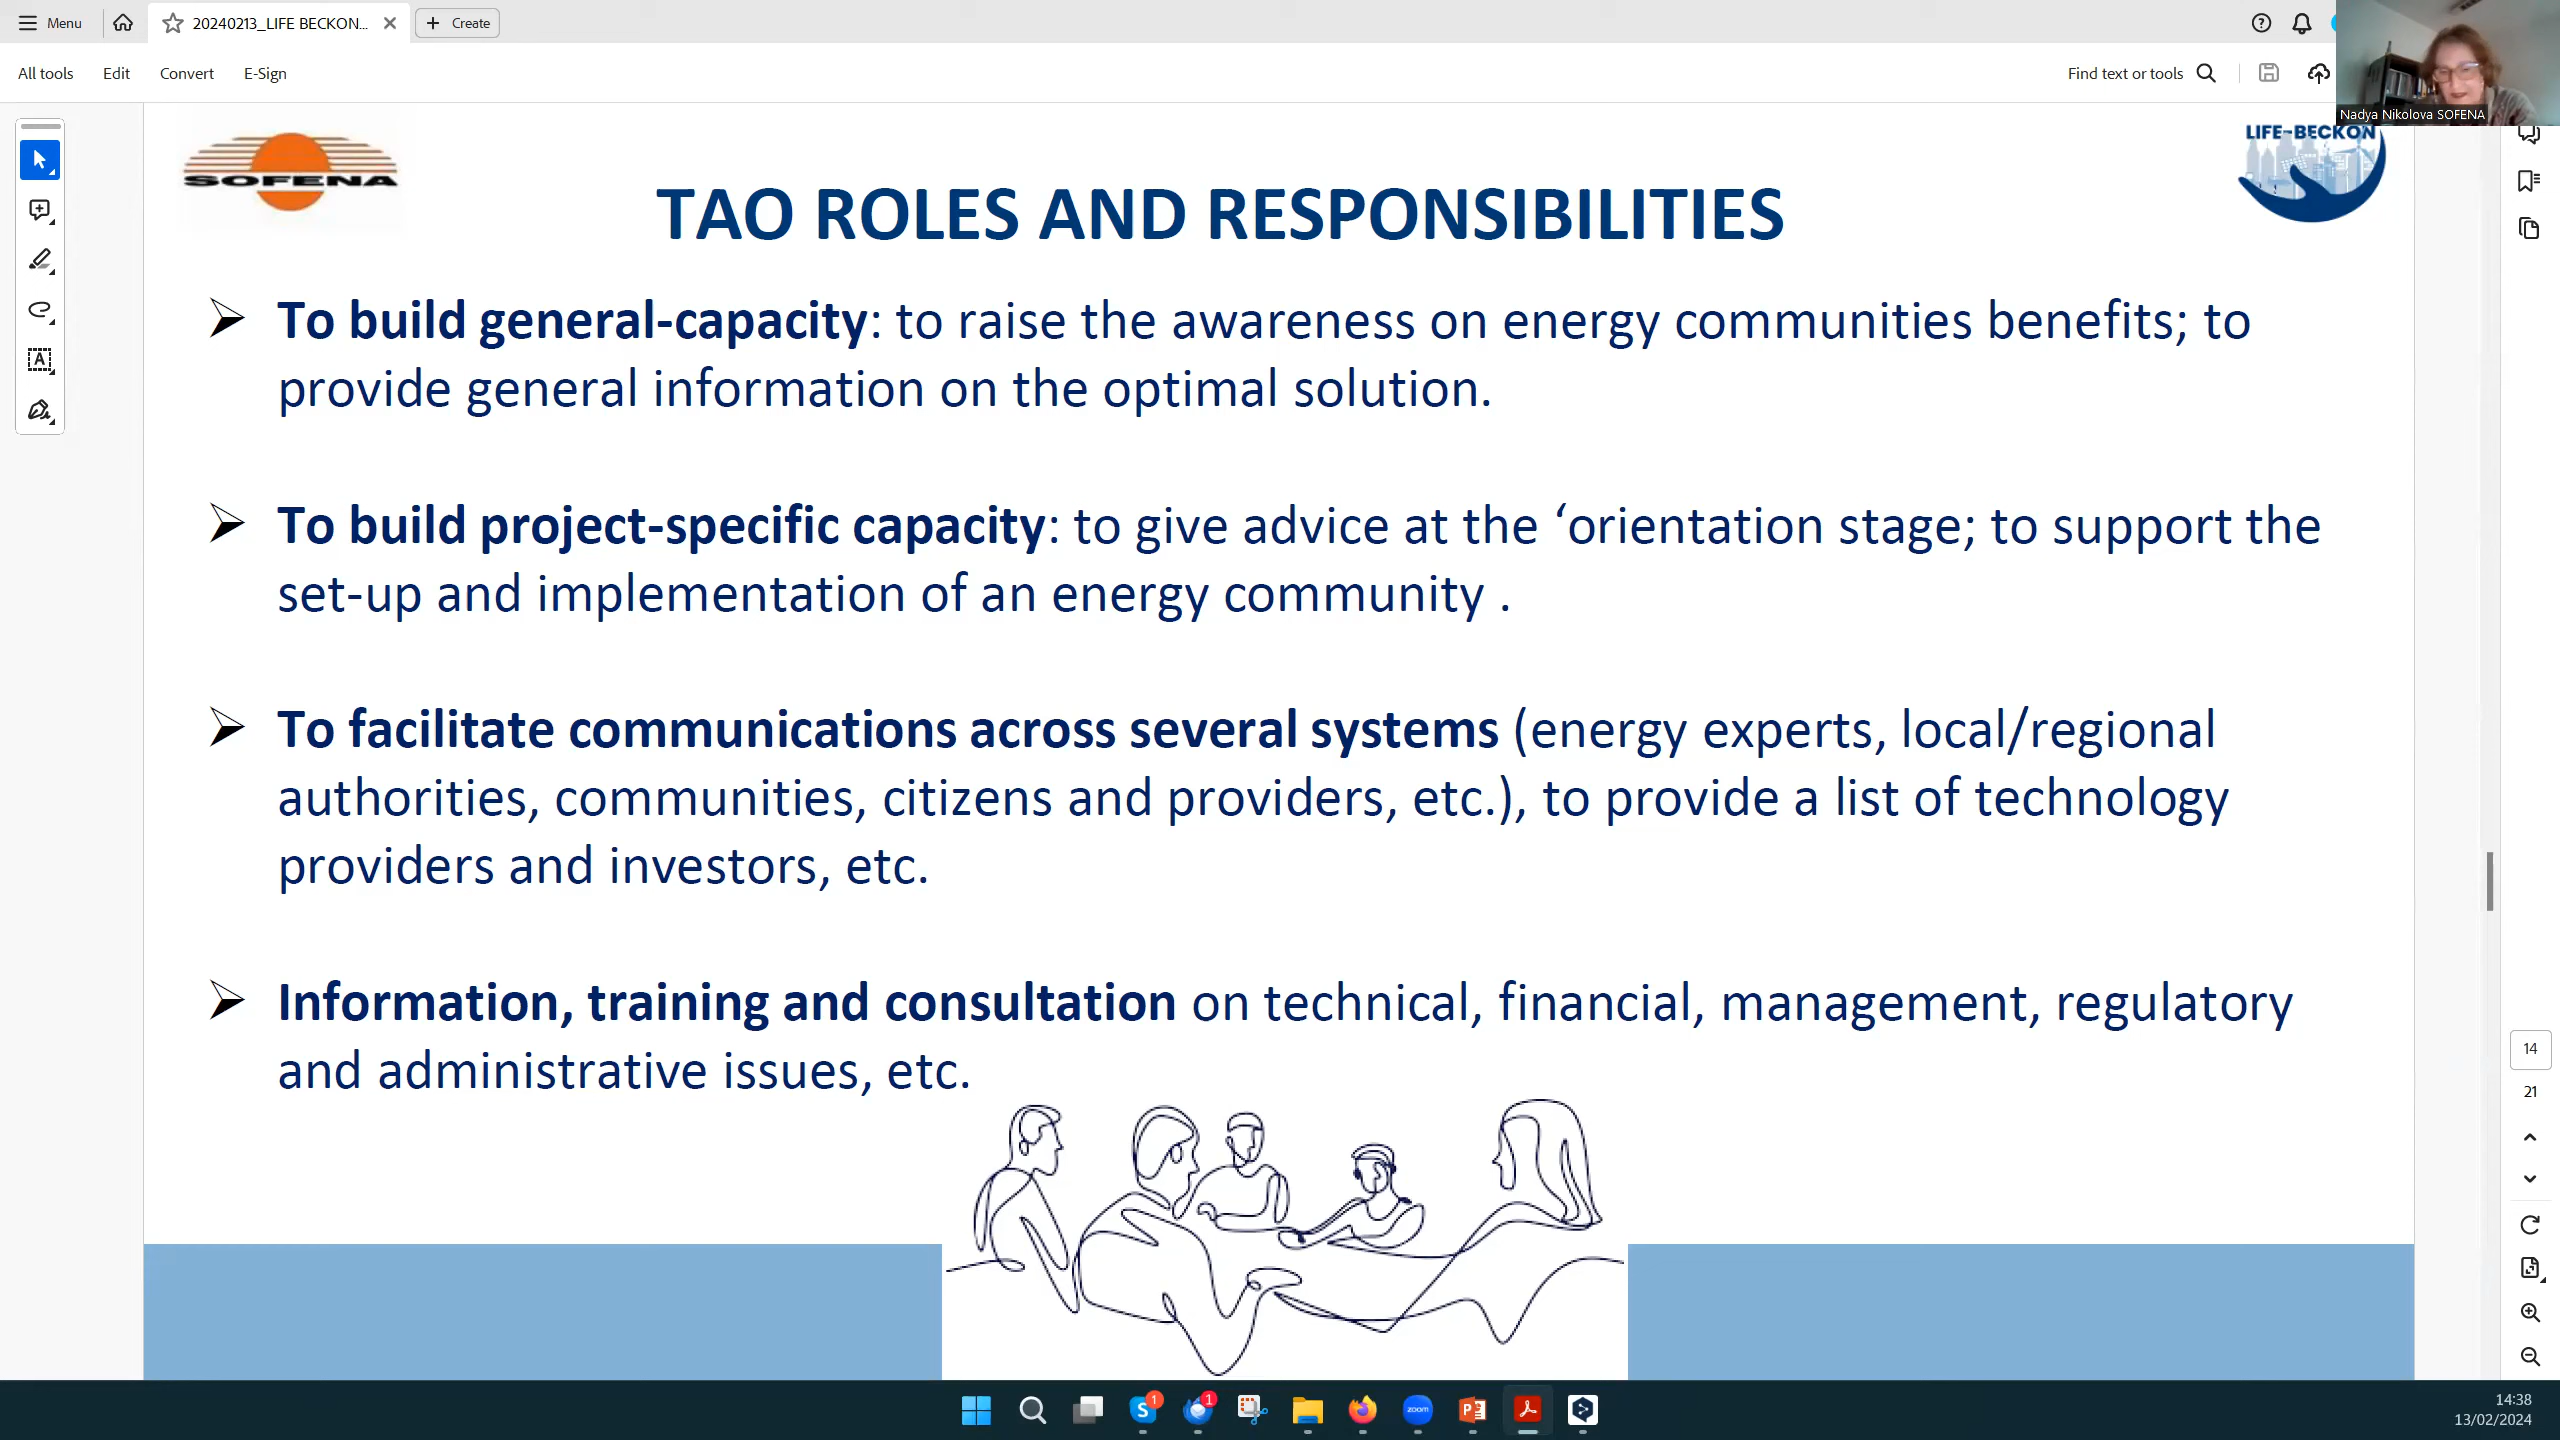 Menu
20240213_LIFE BECKON...
Create
All tools
Edit
Convert
E-Sign
Find text or tools
Nadya Nikolova SOFENA
SOFENA
LIFE-BECKON
TAO ROLES AND RESPONSIBILITIES
To build general-capacity: to raise the awareness on energy communities benefits; to
provide general information on the optimal solution.
To build project-specific capacity: to give advice at the ‘orientation stage; to support the
set-up and implementation of an energy community .
To facilitate communications across several systems (energy experts, local/regional
authorities, communities, citizens and providers, etc.), to provide a list of technology
providers and investors, etc.
Information, training and consultation on technical, financial, management, regulatory
and administrative issues, etc.
14
21
1
1
zoom
14:38
13/02/2024